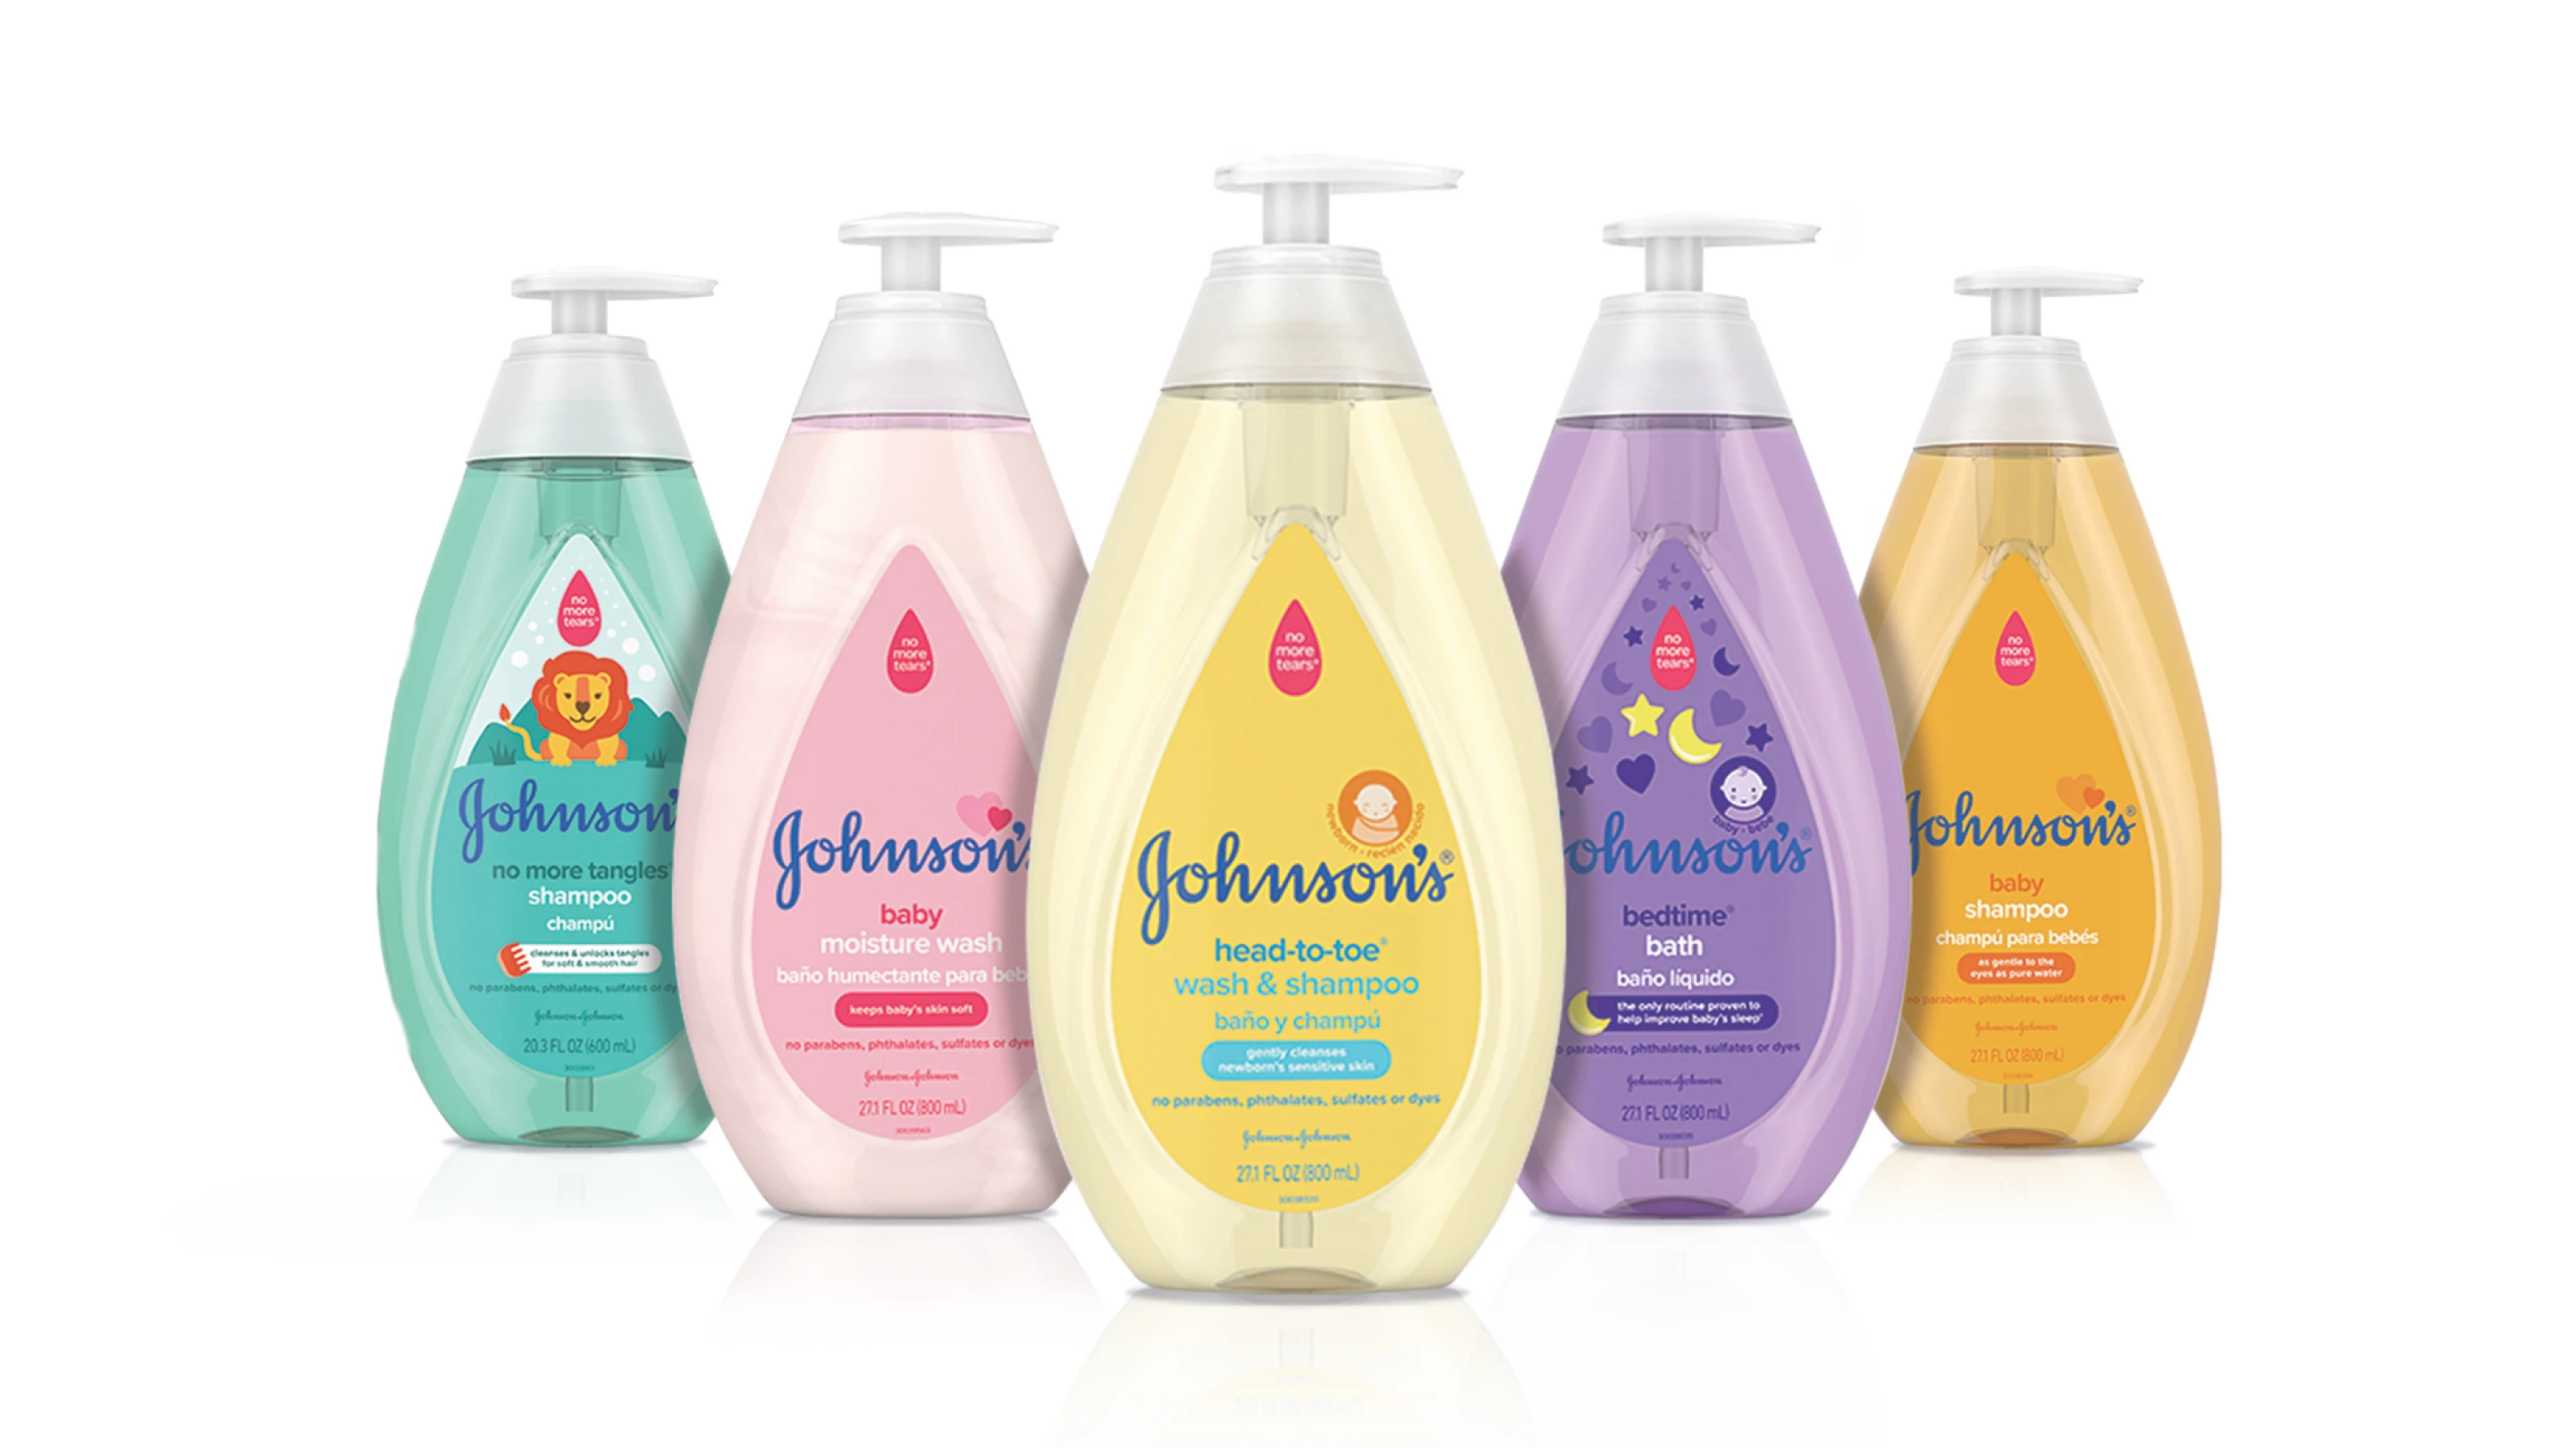 no
more
tears®
Johnson's
no more tangles®
shampoo
champú
cleanses & unlocks tangles
for soft & smooth hair
no parabens, phthalates, sulfates or dy
Johnson & Johnson
20.3 FL OZ (600 mL)
no
more
tears®
Johnson's
baby
moisture wash
baño humectante para beb
keeps baby's skin soft
no parabens, phthalates, sulfates or dyes
Johnson & Johnson
27.1 FL OZ (800 mL)
no
more
tears®
newborn • recién nacido
Johnson's®
head-to-toe®
wash & shampoo
baño y champú
gently cleanses
newborn's sensitive skin
no parabens, phthalates, sulfates or dyes
Johnson & Johnson
27.1 FL OZ (800 mL)
no
more
tears®
baby • bebé
ohnson's®
bedtime®
bath
baño líquido
the only routine proven to
help improve baby's sleep
parabens, phthalates, sulfates or dyes
Johnson & Johnson
27.1 FL OZ (800 mL)
no
more
tears®
Johnson's®
baby
shampoo
champú para bebés
as gentle to the
eyes as pure water
no parabens, phthalates, sulfates or dyes
Johnson & Johnson
27.1 FL OZ (800 mL)